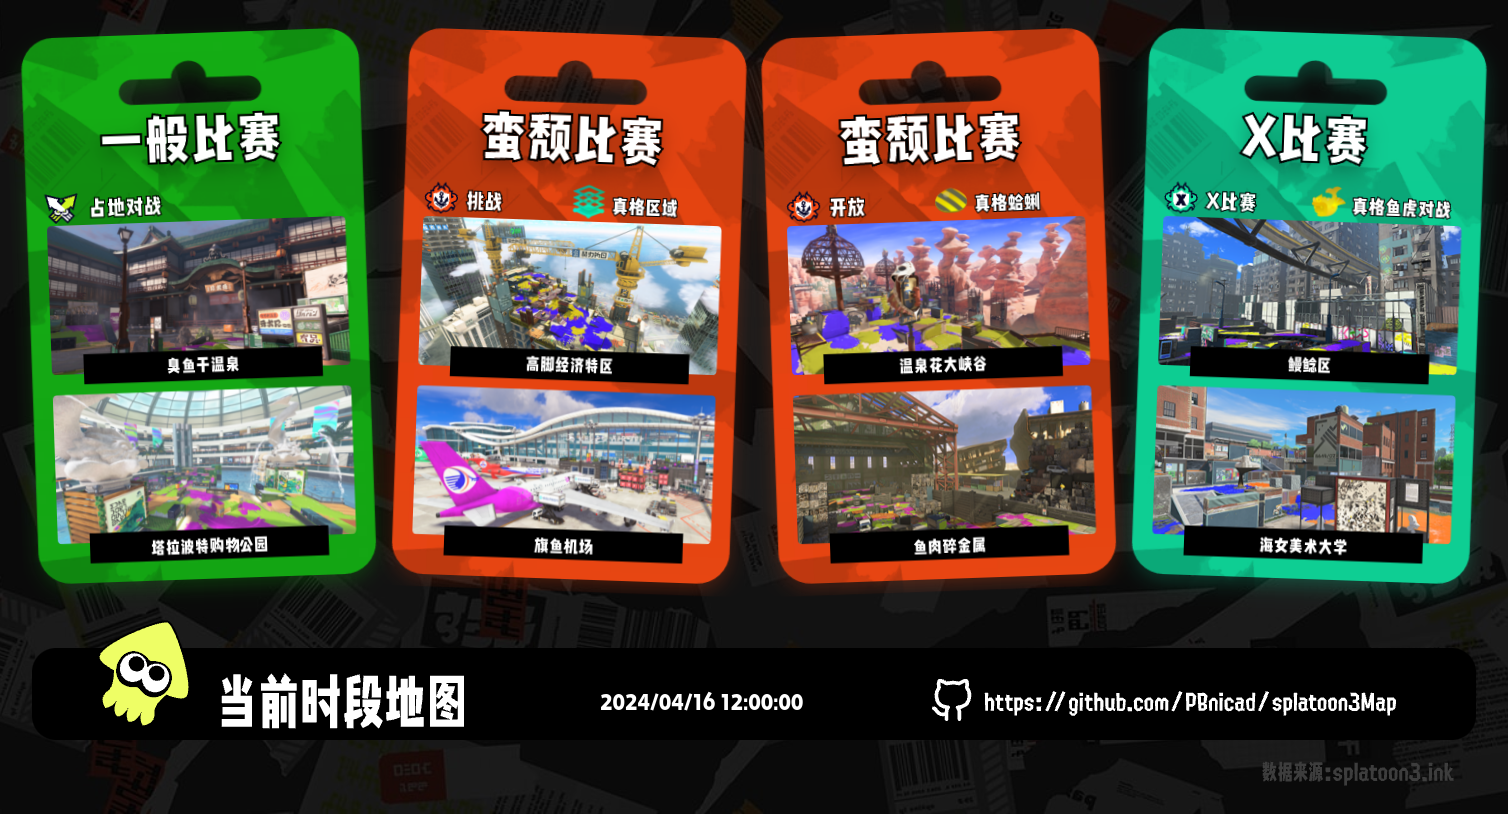 一般比赛
占地对战
臭鱼干温泉
塔拉波特购物公园
蛮颓比赛
挑战
真格区域
高脚经济特区
旗鱼机场
蛮颓比赛
开放
真格蛤蜊
温泉花大峡谷
鱼肉碎金属
X比赛
X比赛
真格鱼虎对战
鳗鲶区
海女美术大学
当前时段地图
2024/04/16 12:00:00
https://github.com/PBnicad/splatoon3Map
数据来源:splatoon3.ink